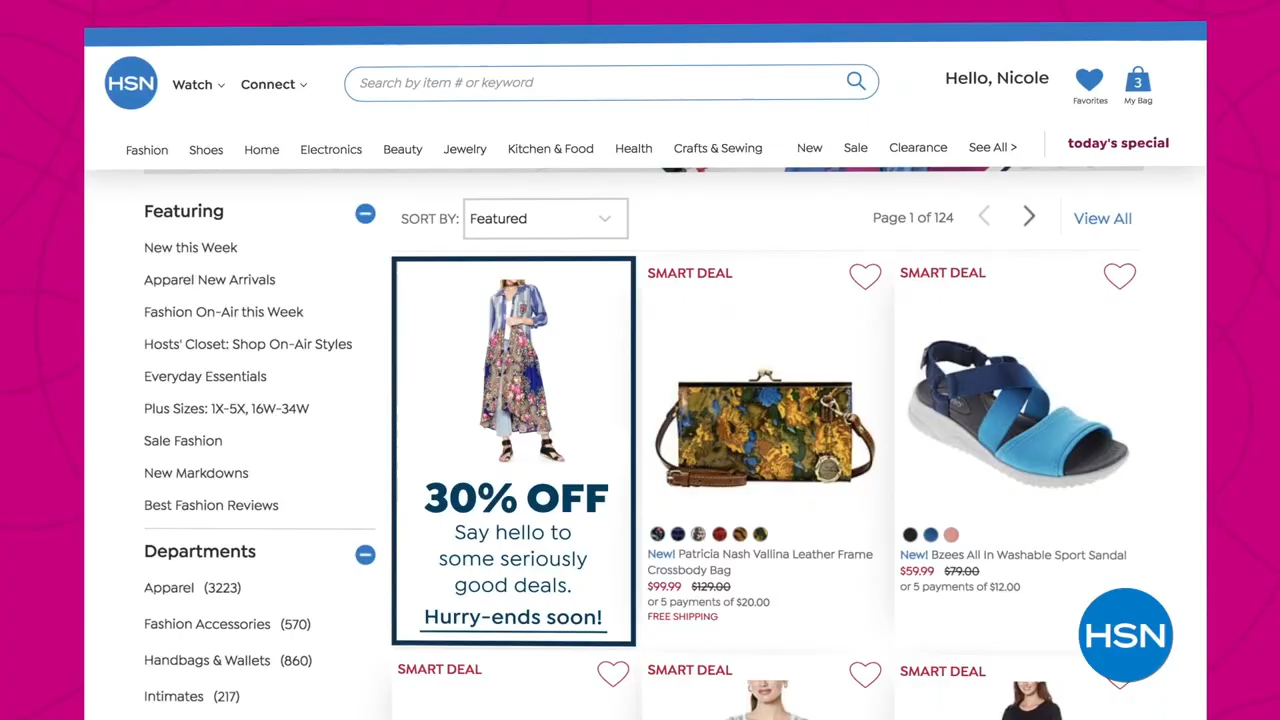 HSN
Watch
Connect
Search by item # or keyword
Hello, Nicole
Favorites
3
My Bag
Fashion
Shoes
Home
Electronics
Beauty
Jewelry
Kitchen & Food
Health
Crafts & Sewing
New
Sale
Clearance
See All >
today's special
Featuring
New this Week
Apparel New Arrivals
Fashion On-Air this Week
Hosts' Closet: Shop On-Air Styles
Everyday Essentials
Plus Sizes: 1X-5X, 16W-34W
Sale Fashion
New Markdowns
Best Fashion Reviews
Departments
Apparel (3223)
Fashion Accessories (570)
Handbags & Wallets (860)
Intimates (217)
SORT BY: Featured
Page 1 of 124
View All
30% OFF
Say hello to
some seriously
good deals.
Hurry-ends soon!
SMART DEAL
New! Patricia Nash Vallina Leather Frame
Crossbody Bag
$99.99 $129.00
or 5 payments of $20.00
FREE SHIPPING
SMART DEAL
New! Bzees All In Washable Sport Sandal
$59.99 $79.00
or 5 payments of $12.00
SMART DEAL
SMART DEAL
SMART DEAL
HSN